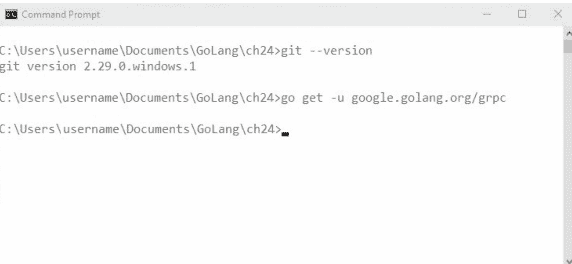 Command Prompt
C:\Users\username\Documents\GoLang\ch24>git --version
git version 2.29.0.windows.1
C:\Users\username\Documents\GoLang\ch24>go get -u google.golang.org/grpc
C:\Users\username\Documents\GoLang\ch24>